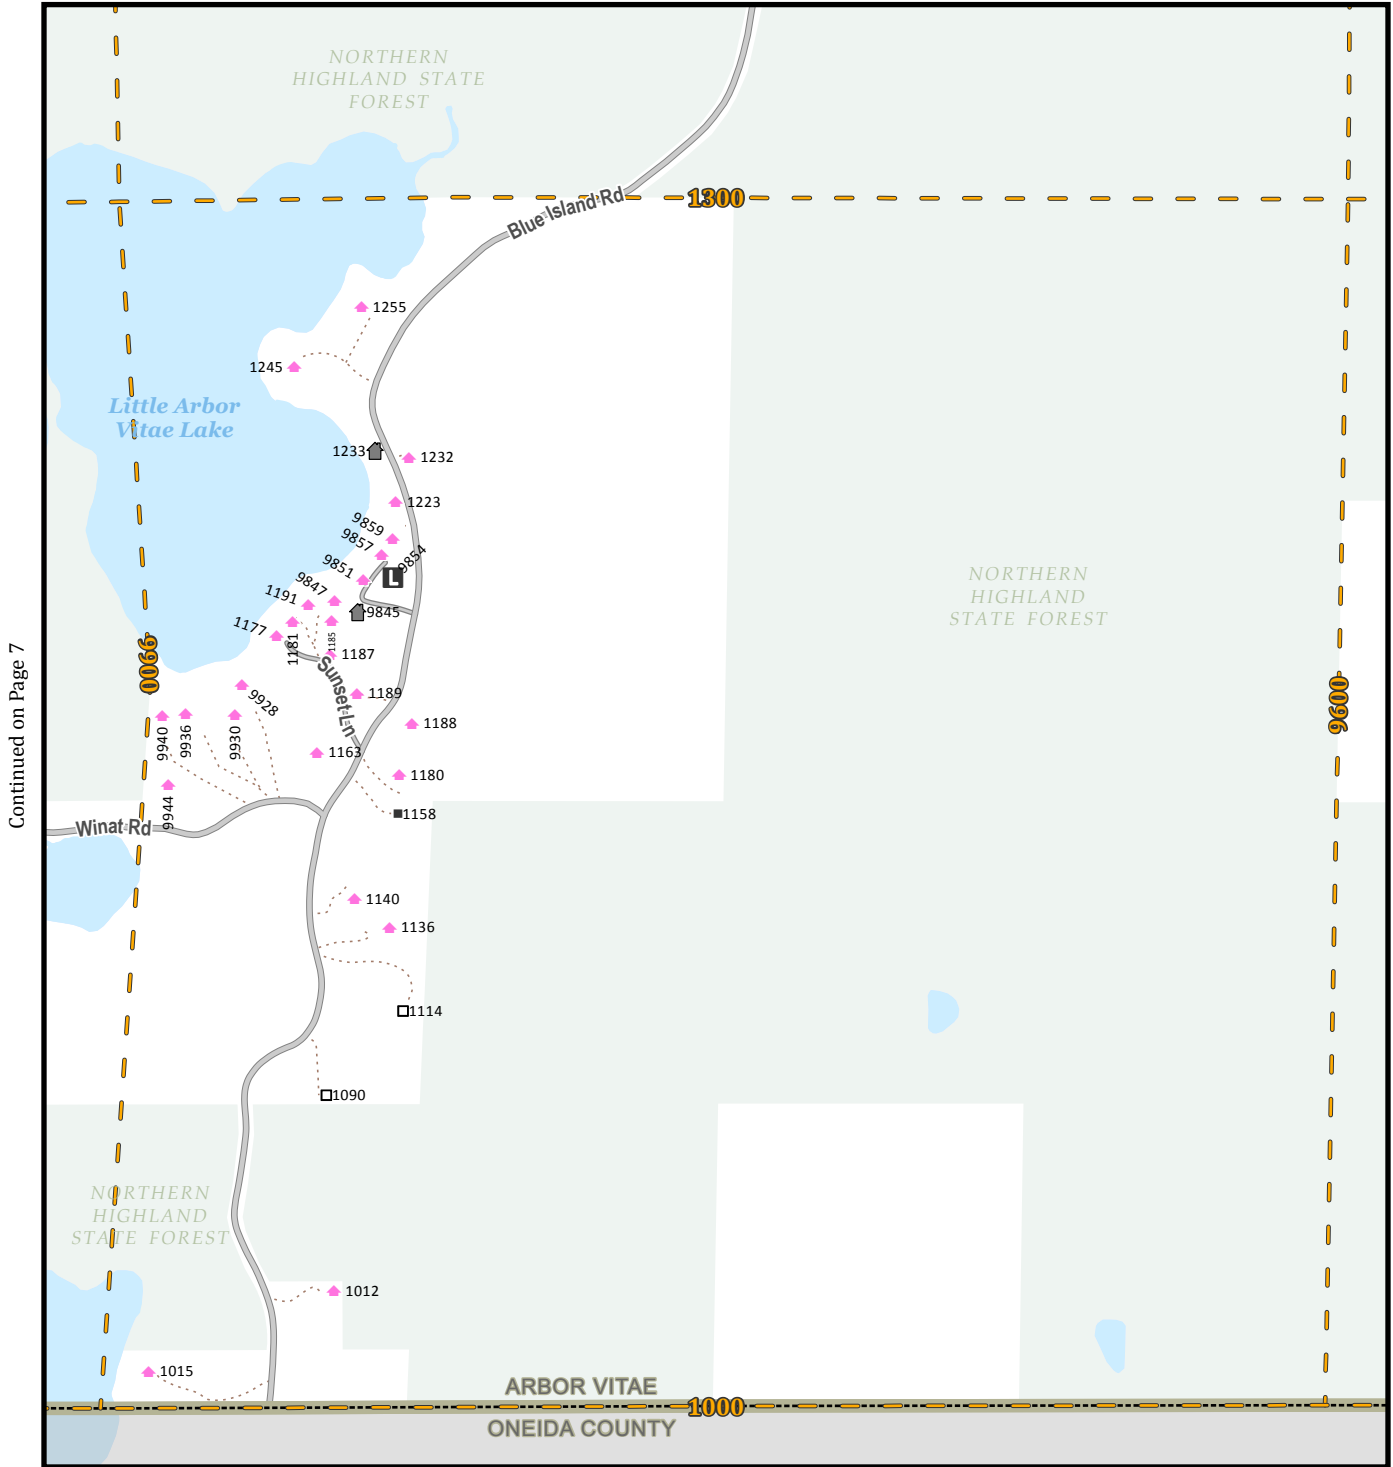 NORTHERN
HIGHLAND STATE
FOREST
1300
Blue Island Rd
1255
1245
Little Arbor
Vitae Lake
1233
1232
1223
9859
9857
9854
9851
L
9847
1191
9845
1177
1181
1185
1187
Sunset Ln
1189
1188
9928
9940
9936
9930
1163
1180
9944
1158
Winat Rd
9900
9600
NORTHERN
HIGHLAND
STATE FOREST
Continued on Page 7
1140
1136
1114
1090
NORTHERN
HIGHLAND
STATE FOREST
1012
1015
ARBOR VITAE
1000
ONEIDA COUNTY